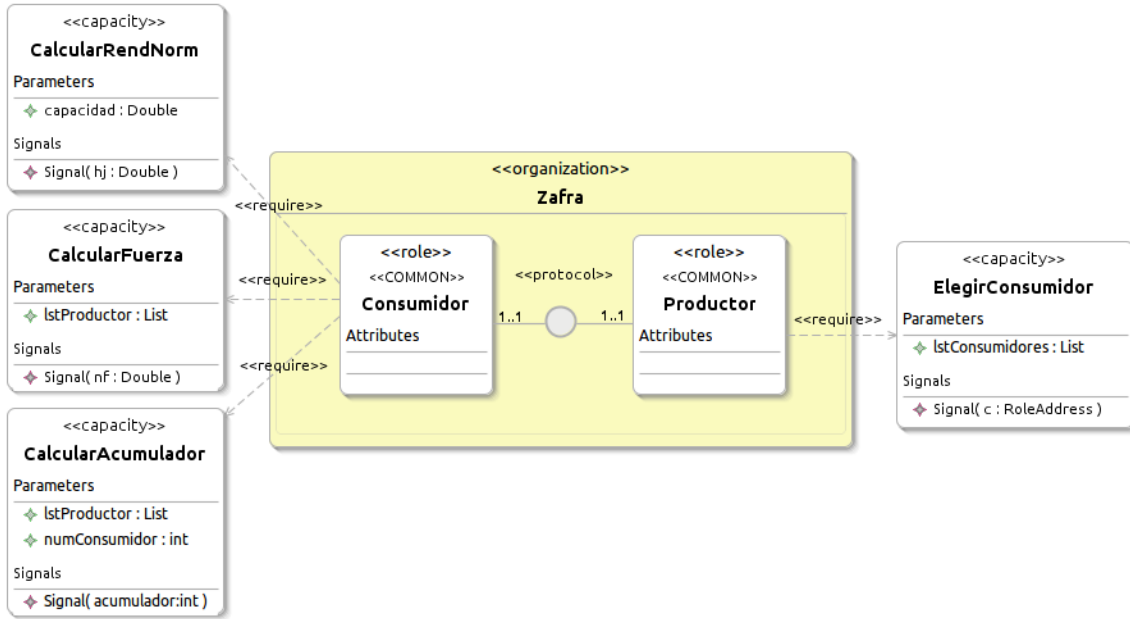 <<capacity>>
CalcularRendNorm
Parameters
capacidad : Double
Signals
Signal( hj : Double )
<<capacity>>
CalcularFuerza
Parameters
lstProductor : List
Signals
Signal( nf : Double )
<<capacity>>
CalcularAcumulador
Parameters
lstProductor : List
numConsumidor : int
Signals
Signal( acumulador:int )
<<require>>
<<require>>
<<require>>
<<organization>>
Zafra
<<role>>
<<COMMON>>
Consumidor
Attributes
<<protocol>>
1..1
1..1
<<role>>
<<COMMON>>
Productor
Attributes
<<require>>
<<capacity>>
ElegirConsumidor
Parameters
lstConsumidores : List
Signals
Signal( c : RoleAddress )